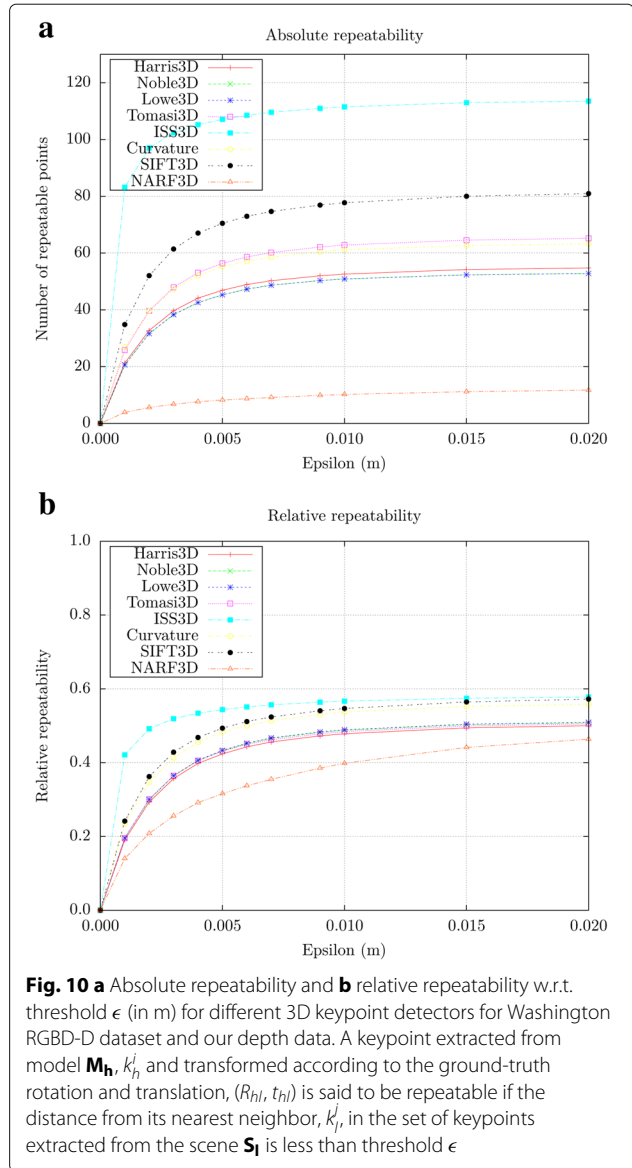 a
Absolute repeatability
Harris3D
Noble3D
Lowe3D
Tomasi3D
ISS3D
Curvature
SIFT3D
NARF3D
120
100
80
60
40
20
0
Number of repeatable points
0.000 0.005 0.010 0.015 0.020
Epsilon (m)
b
Relative repeatability
Harris3D
Noble3D
Lowe3D
Tomasi3D
ISS3D
Curvature
SIFT3D
NARF3D
1.0
0.8
0.6
0.4
0.2
0.0
Relative repeatability
0.000 0.005 0.010 0.015 0.020
Epsilon (m)
Fig. 10 a Absolute repeatability and b relative repeatability w.r.t.
threshold ϵ (in m) for different 3D keypoint detectors for Washington
RGBD-D dataset and our depth data. A keypoint extracted from
model M_h, k_h^i and transformed according to the ground-truth
rotation and translation, (R_hl, t_hl) is said to be repeatable if the
distance from its nearest neighbor, k_l^j, in the set of keypoints
extracted from the scene S_l is less than threshold ϵ